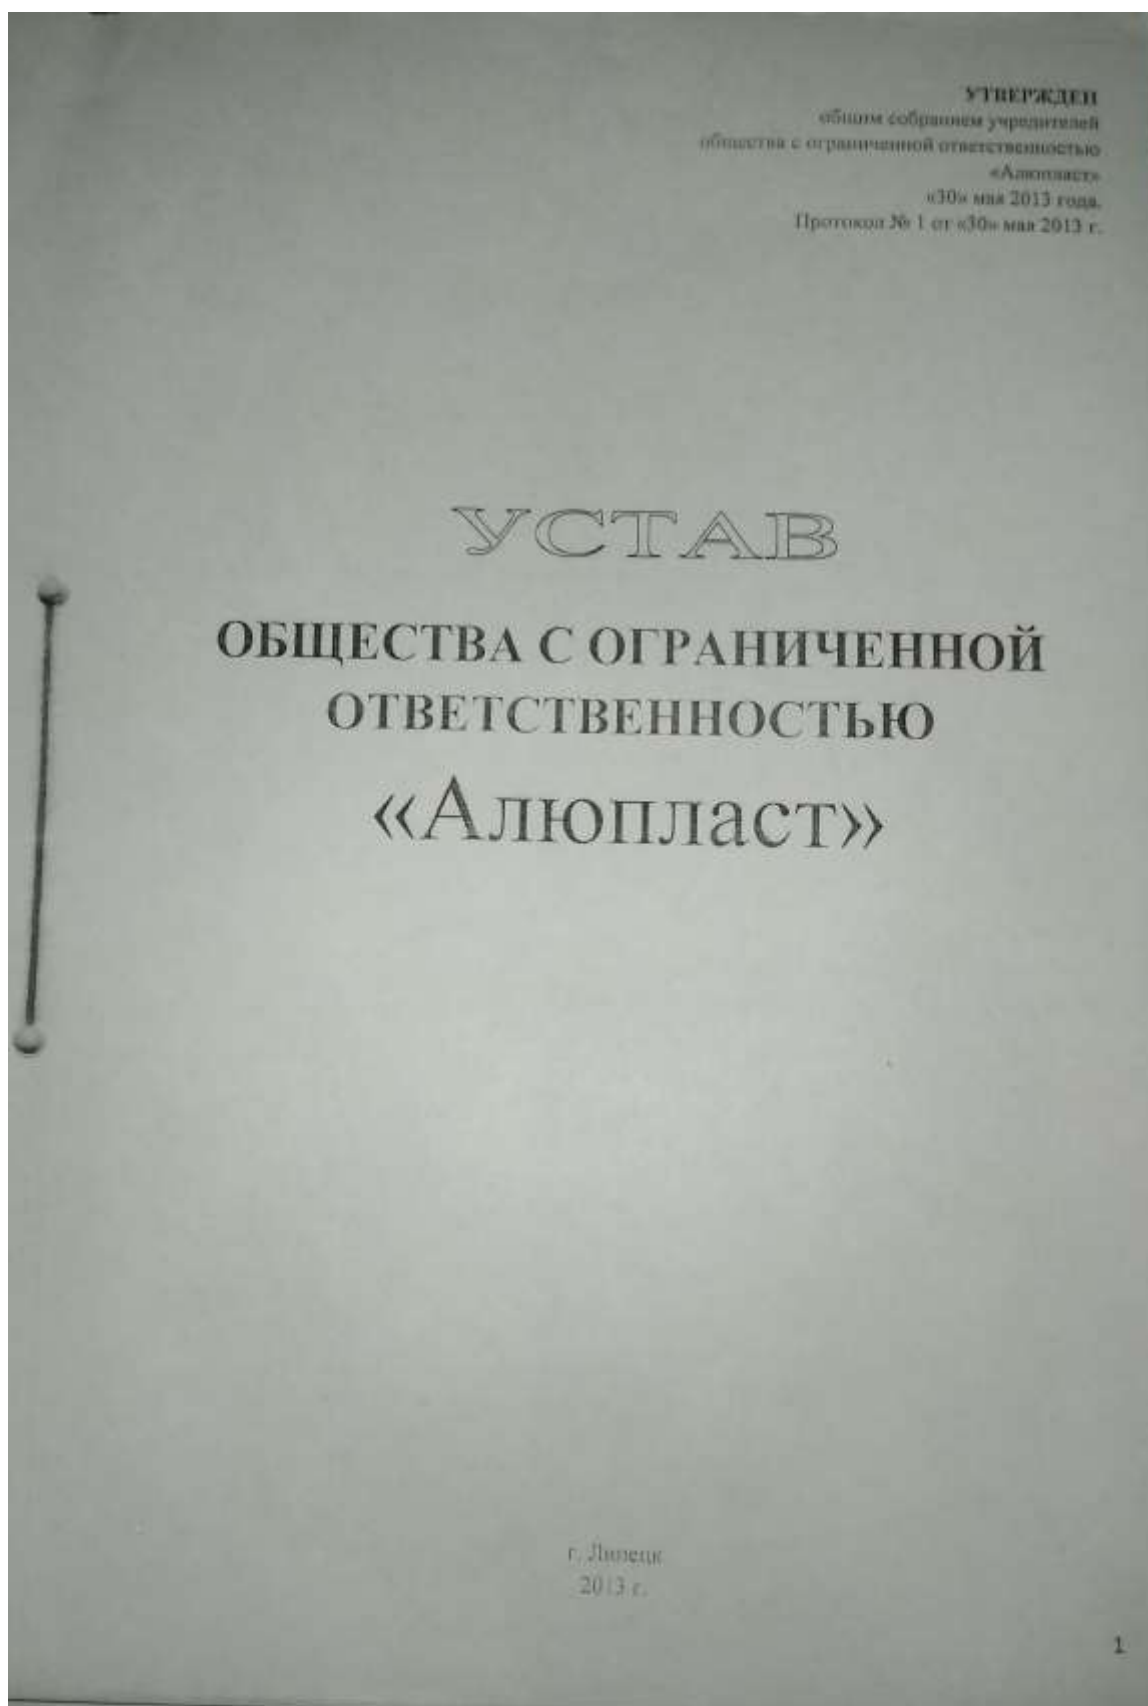 УТВЕРЖДЕН
общим собранием учредителей
общества с ограниченной ответственностью
«Алюпласт»
«30» мая 2013 года.
Протокол № 1 от «30» мая 2013 г.
УСТАВ
ОБЩЕСТВА С ОГРАНИЧЕННОЙ
ОТВЕТСТВЕННОСТЬЮ
«Алюпласт»
г. Липецк
2013 г.
1